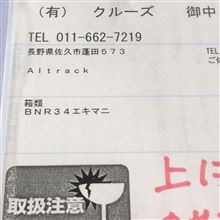 （有） クルーズ 御中
TEL 011-662-7219
長野県佐久市蓬田573
TEL
Altrack
箱類
BNR34エキマニ
取扱注意
上に